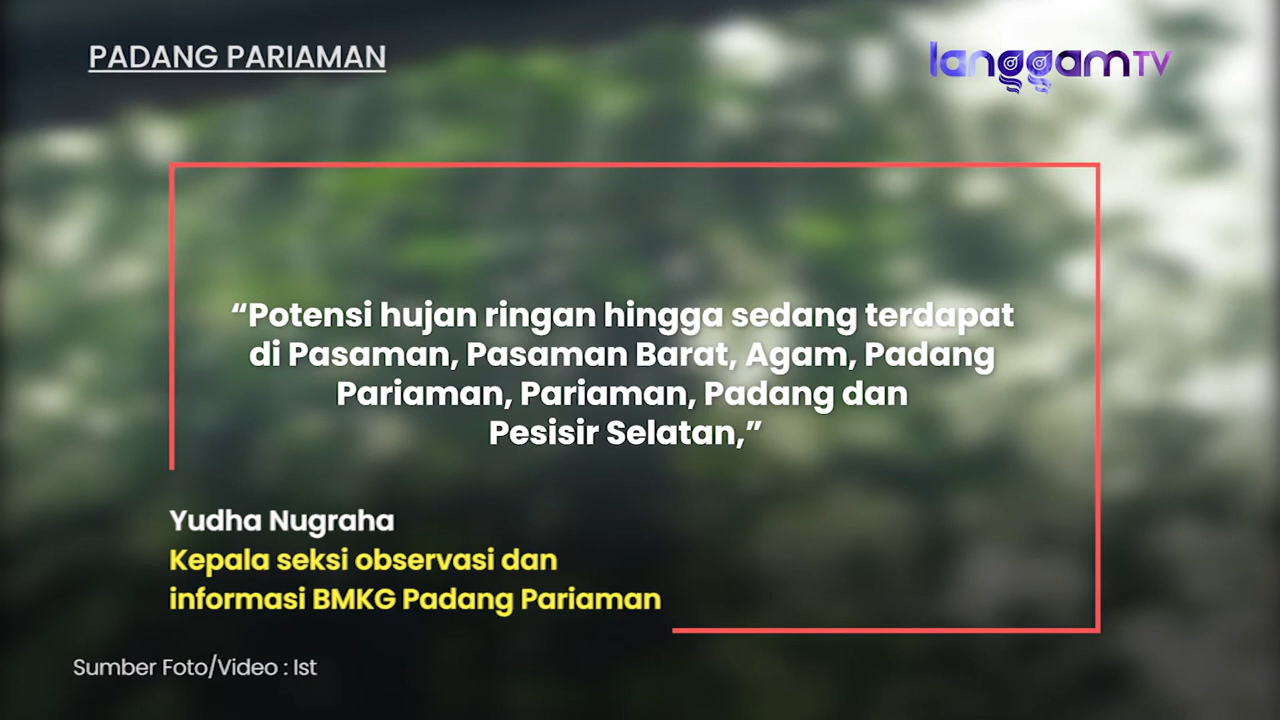 PADANG PARIAMAN
langgamTV
“Potensi hujan ringan hingga sedang terdapat
di Pasaman, Pasaman Barat, Agam, Padang
Pariaman, Pariaman, Padang dan
Pesisir Selatan,”
Yudha Nugraha
Kepala seksi observasi dan
informasi BMKG Padang Pariaman
Sumber Foto/Video : Ist